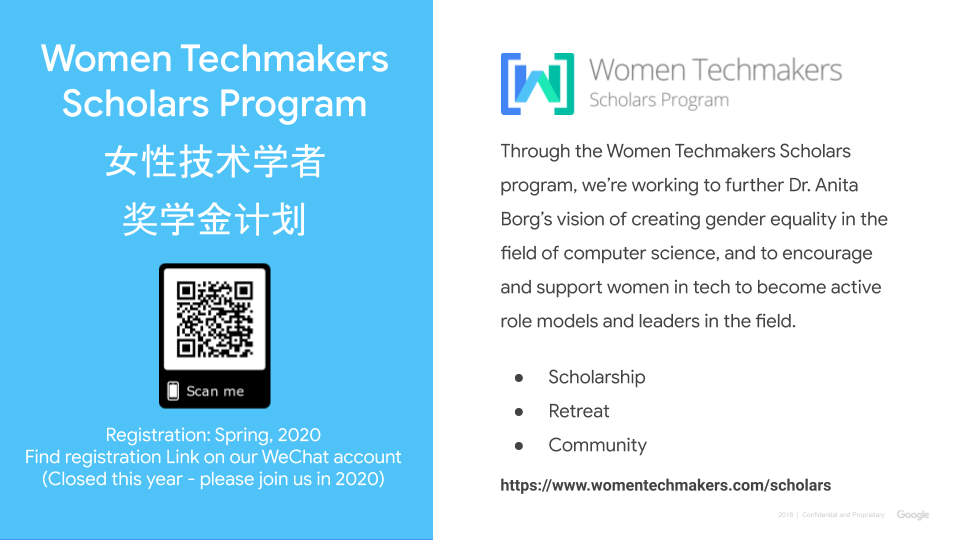 Women Techmakers
Scholars Program
女性技术学者
奖学金计划
Scan me
Registration: Spring, 2020
Find registration Link on our WeChat account
(Closed this year - please join us in 2020)
Women Techmakers
Scholars Program
Through the Women Techmakers Scholars
program, we’re working to further Dr. Anita
Borg’s vision of creating gender equality in the
field of computer science, and to encourage
and support women in tech to become active
role models and leaders in the field.
● Scholarship
● Retreat
● Community
https://www.womentechmakers.com/scholars
2018 | Confidential and Proprietary Google